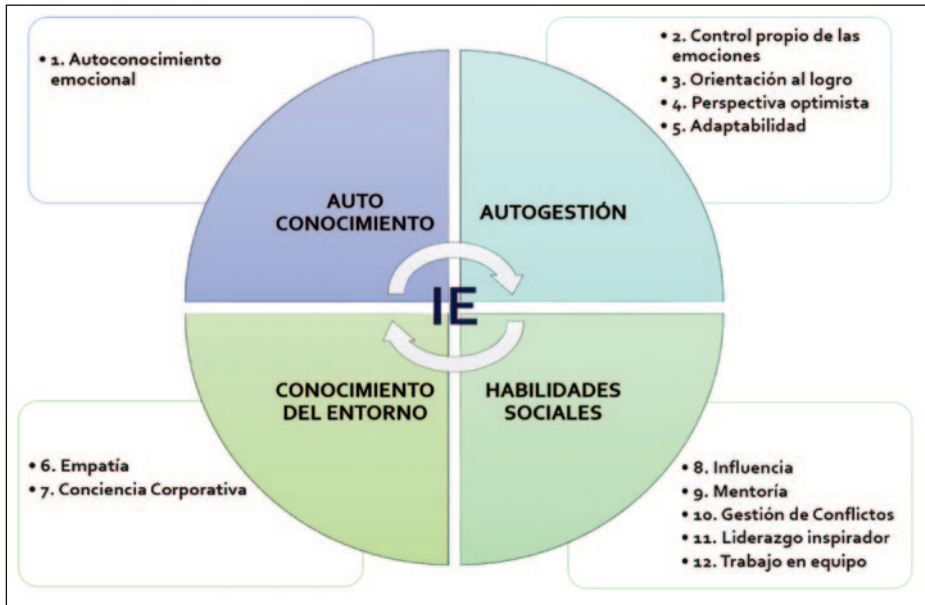 • 1. Autoconocimiento
emocional
• 2. Control propio de las
emociones
• 3. Orientación al logro
• 4. Perspectiva optimista
• 5. Adaptabilidad
AUTO
CONOCIMIENTO
AUTOGESTIÓN
IE
CONOCIMIENTO
DEL ENTORNO
HABILIDADES
SOCIALES
• 6. Empatía
• 7. Conciencia Corporativa
• 8. Influencia
• 9. Mentoría
• 10. Gestión de Conflictos
• 11. Liderazgo inspirador
• 12. Trabajo en equipo